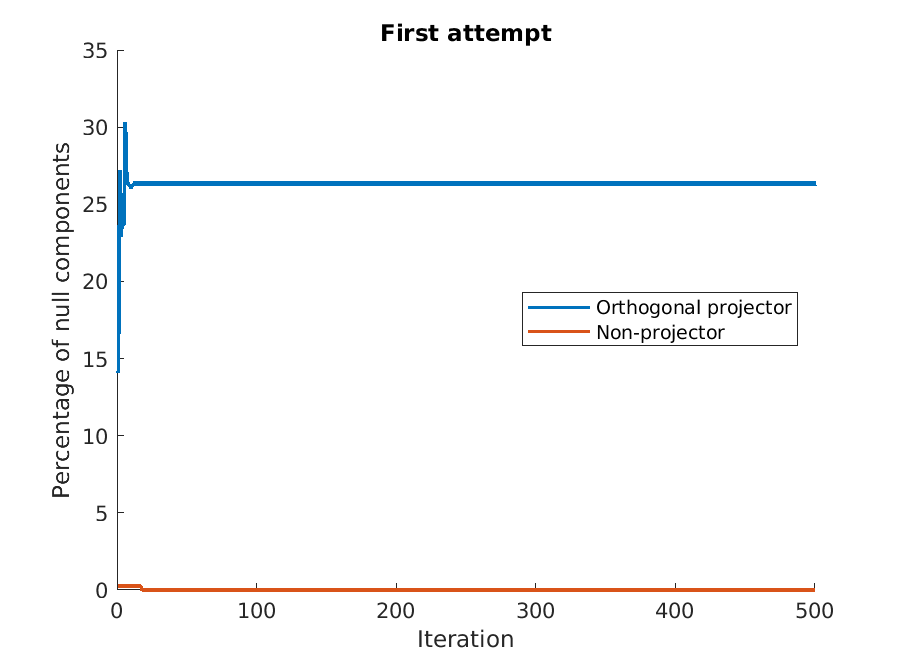 First attempt
Percentage of null components
35
30
25
20
15
10
5
0
Orthogonal projector
Non-projector
0 100 200 300 400 500
Iteration